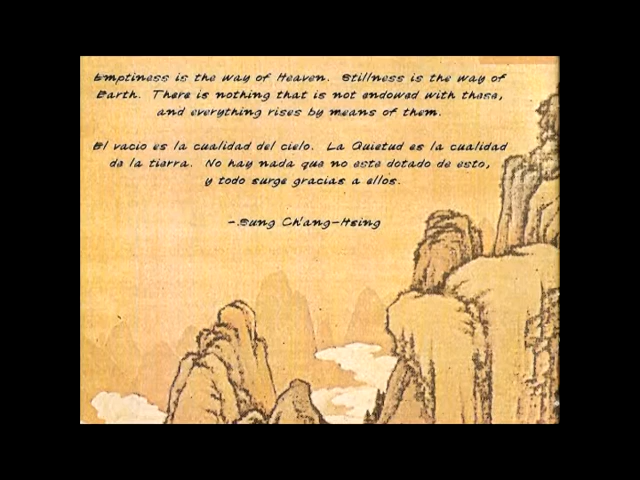 Emptiness is the way of Heaven. Stillness is the way of
Earth. There is nothing that is not endowed with these,
and everything rises by means of them.
El vacio es la cualidad del cielo. La Quietud es la cualidad
de la tierra. No hay nada que no este dotado de esto,
y todo surge gracias a ellos.
-Sung Ch'ang-Hsing